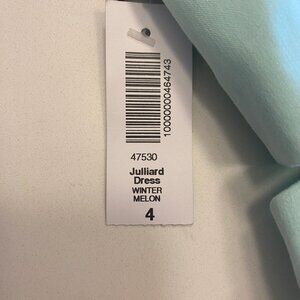 10000000464743
47530
Julliard
Dress
WINTER
MELON
4